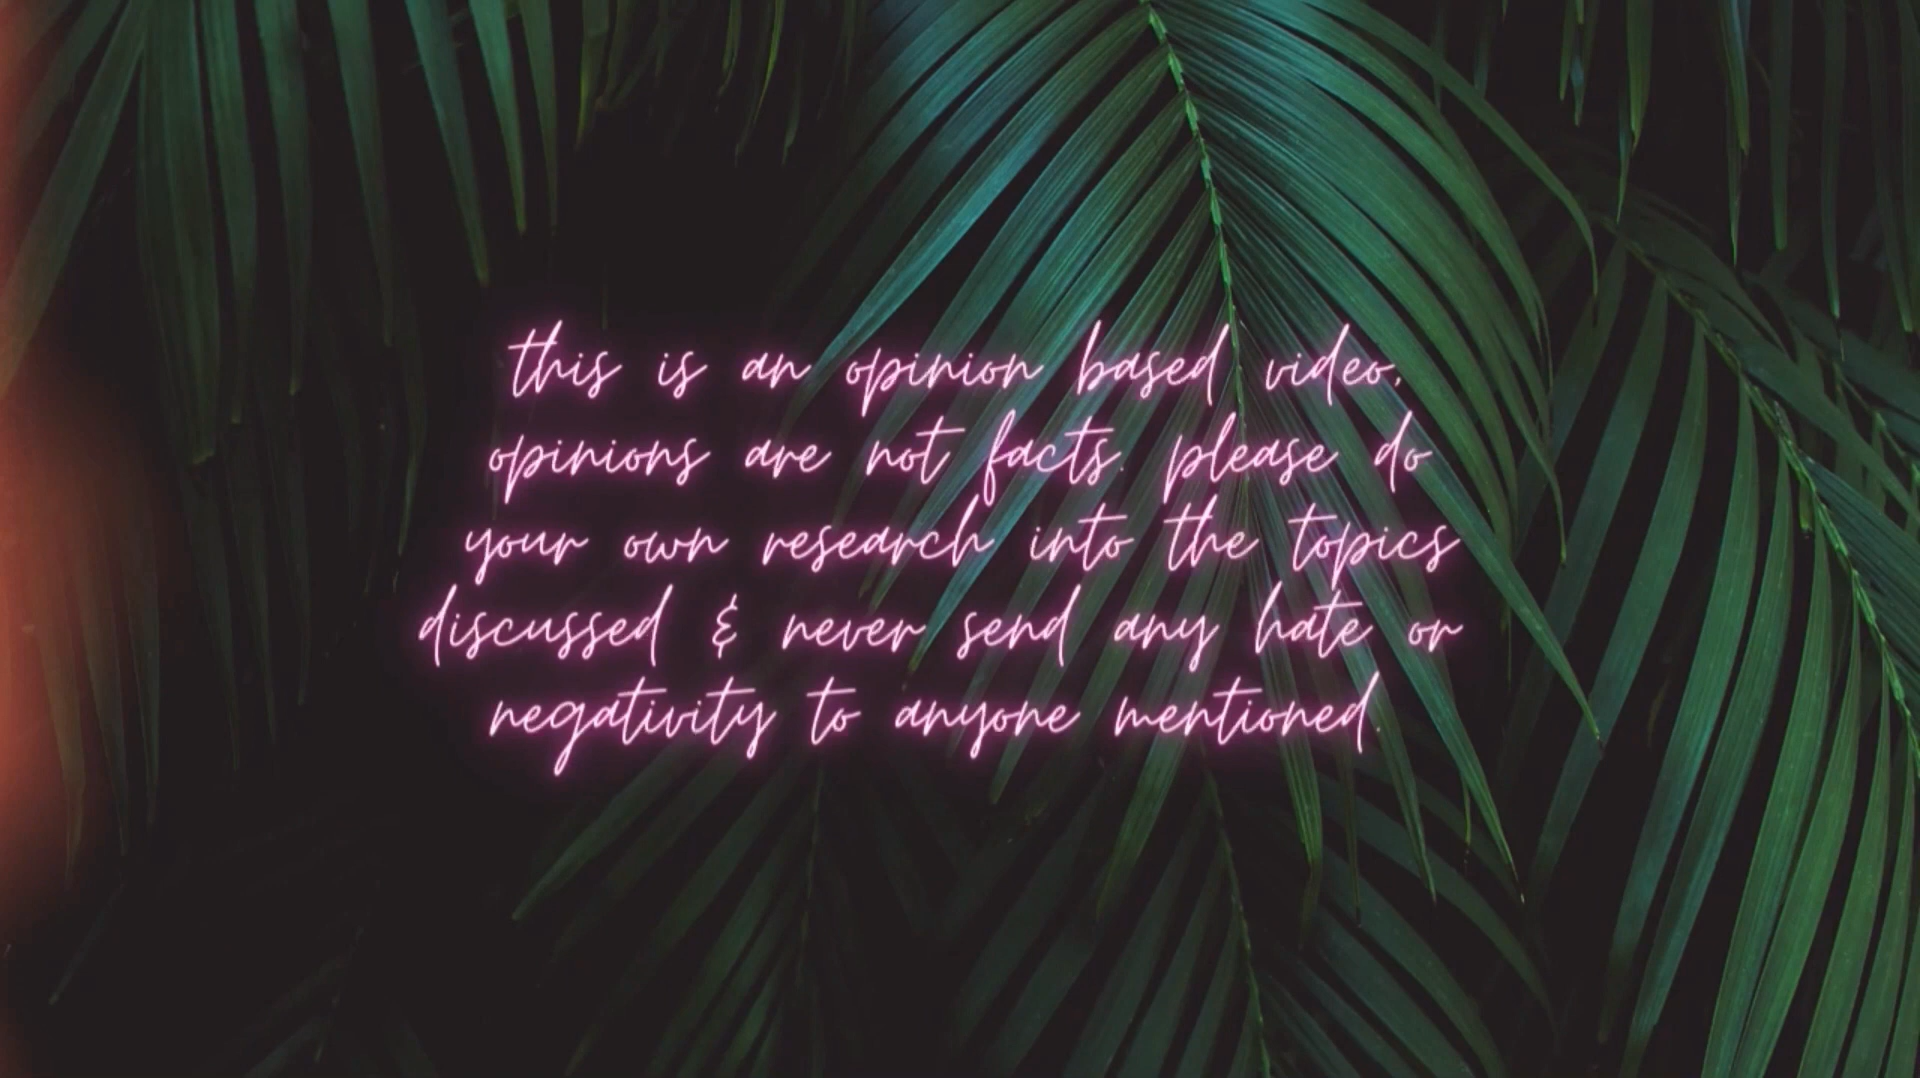 this is an opinion based video,
opinions are not facts. please do
your own research into the topics
discussed & never send any hate or
negativity to anyone mentioned.